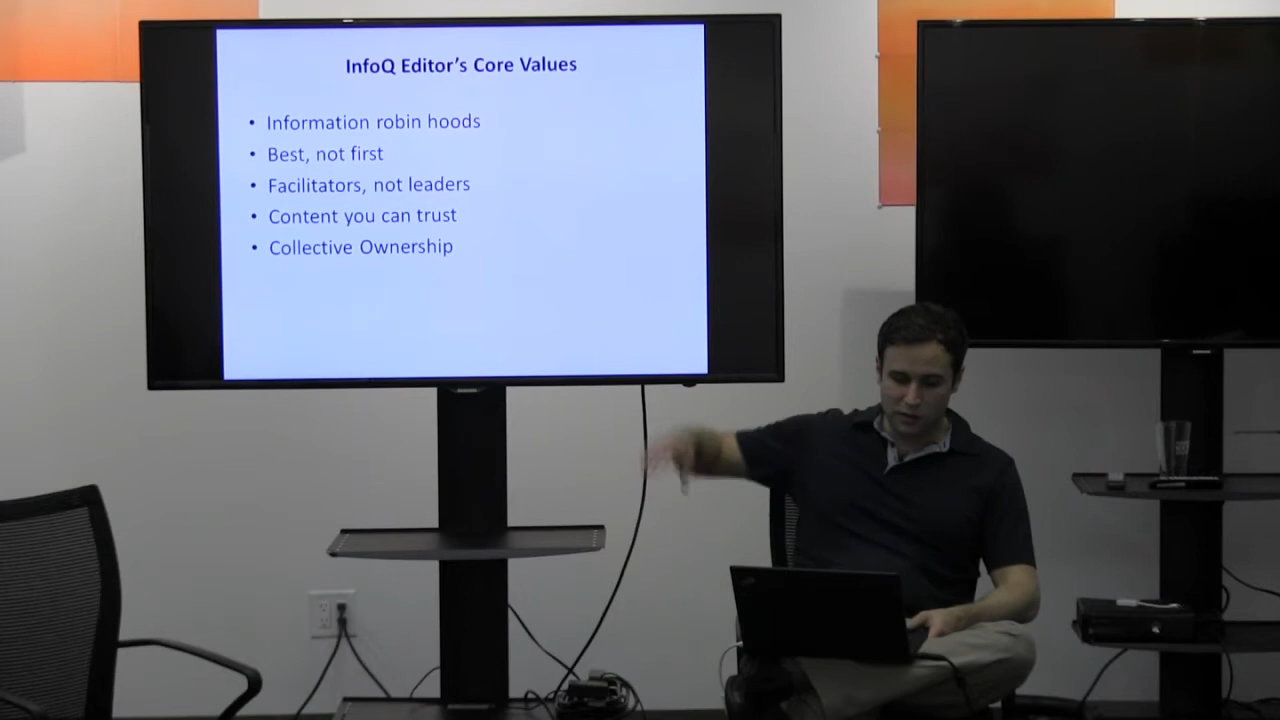 InfoQ Editor's Core Values
• Information robin hoods
• Best, not first
• Facilitators, not leaders
• Content you can trust
• Collective Ownership